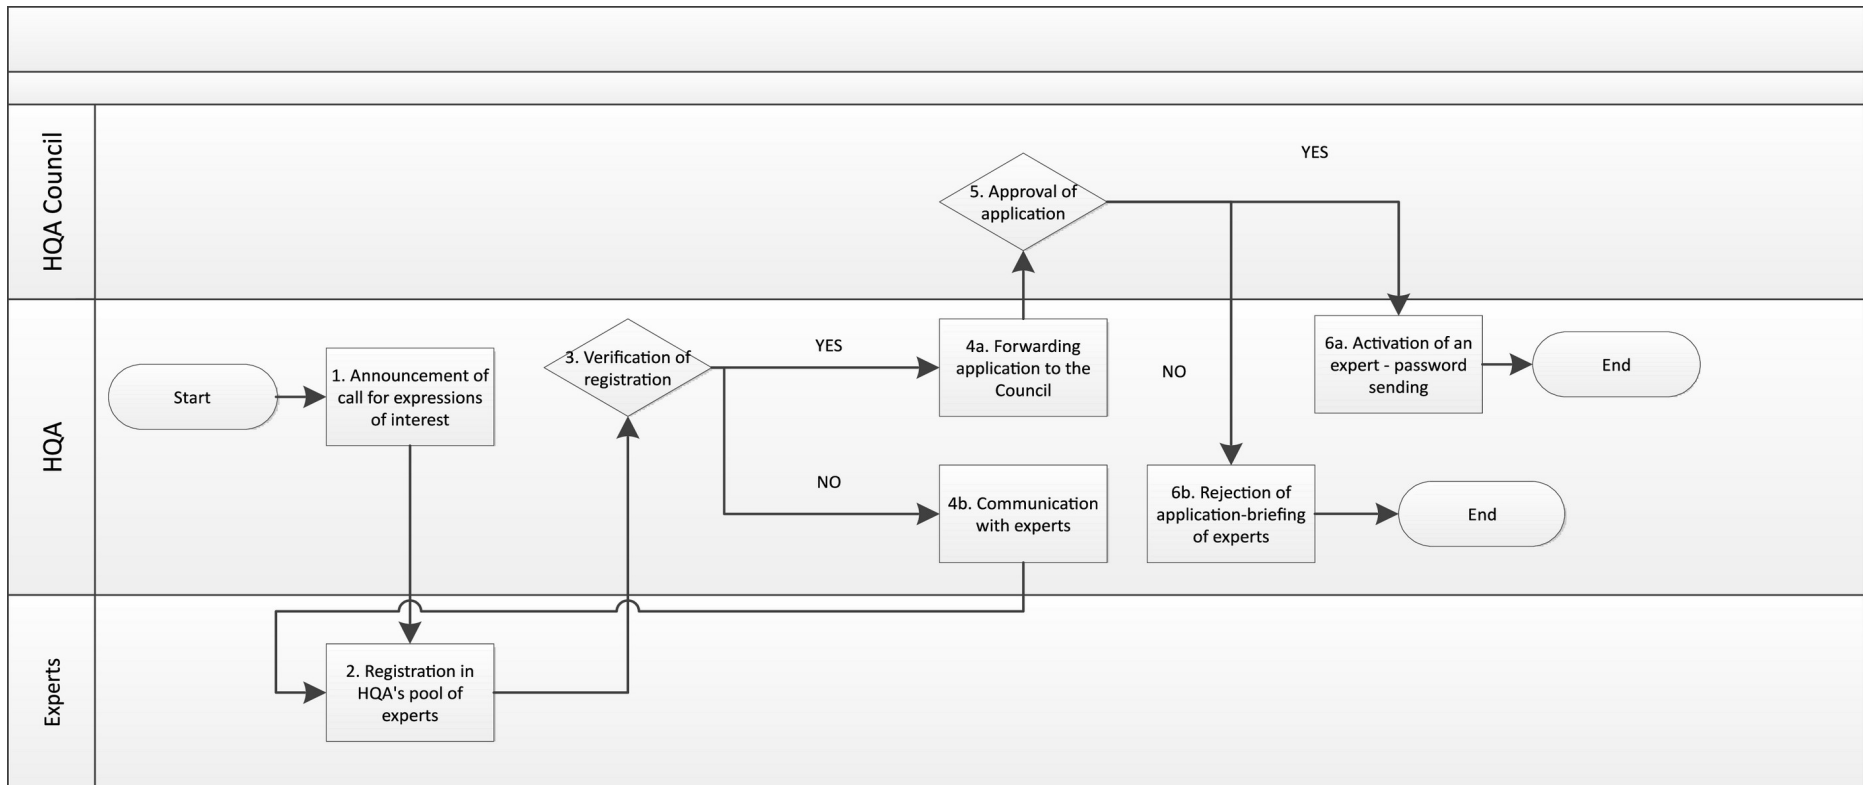 HQA Council
5. Approval of
application
YES
HQA
Start
1. Announcement of
call for expressions
of interest
3. Verification of
registration
YES
NO
4a. Forwarding
application to the
Council
4b. Communication
with experts
NO
6a. Activation of an
expert - password
sending
End
6b. Rejection of
application-briefing
of experts
End
Experts
2. Registration in
HQA's pool of
experts